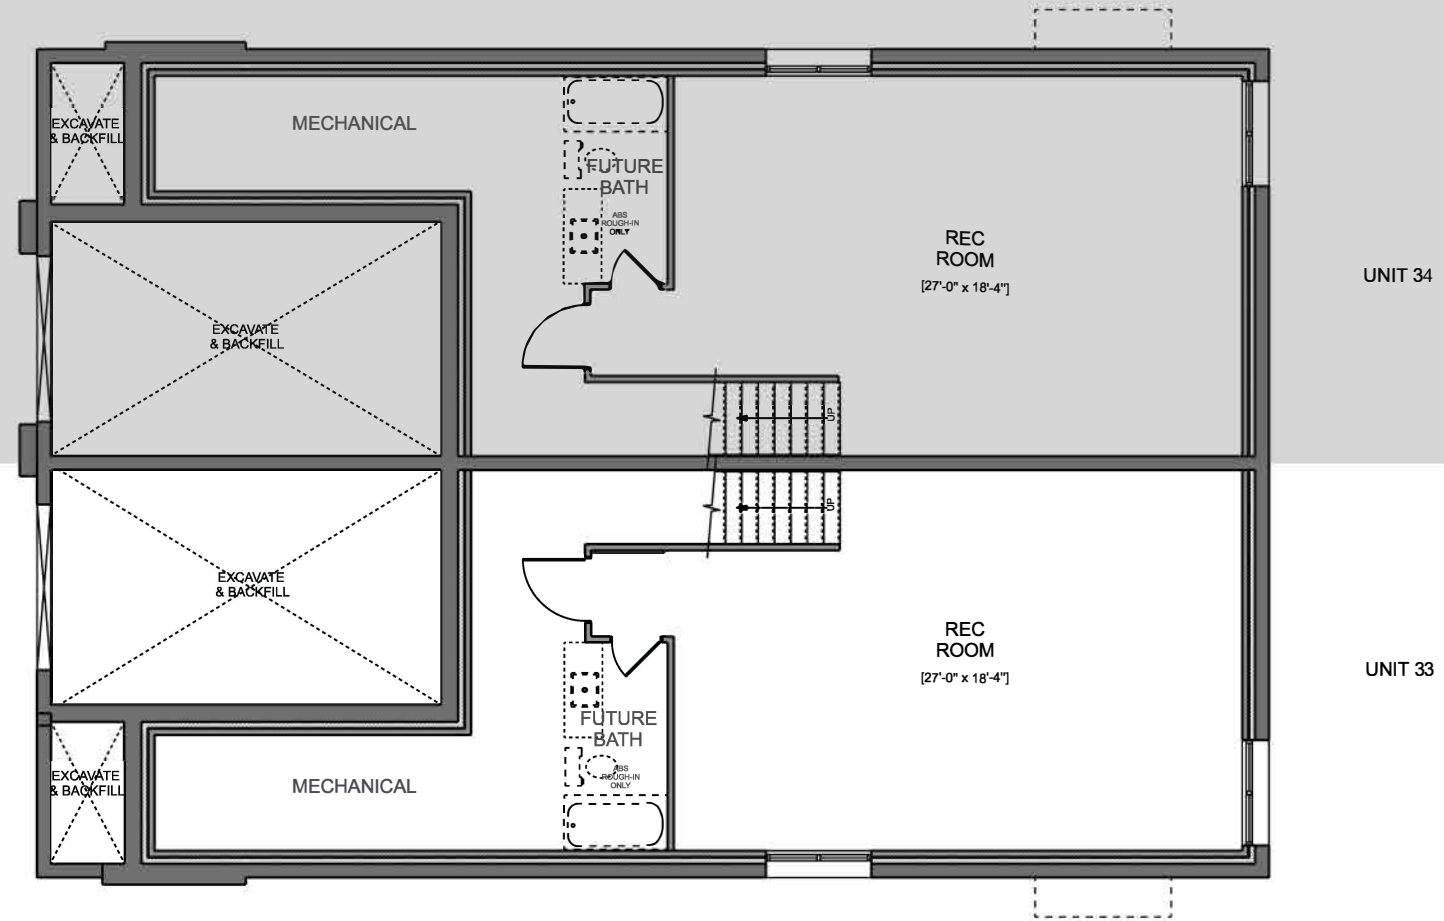 MECHANICAL
EXCAVATE
& BACKFILL
FUTURE
BATH
ABS
ROUGH-IN
ONLY
REC
ROOM
[27'-0" x 18'-4"]
UNIT 34
EXCAVATE
& BACKFILL
UP
UP
EXCAVATE
& BACKFILL
REC
ROOM
[27'-0" x 18'-4"]
UNIT 33
FUTURE
BATH
ABS
ROUGH-IN
ONLY
EXCAVATE
& BACKFILL
MECHANICAL